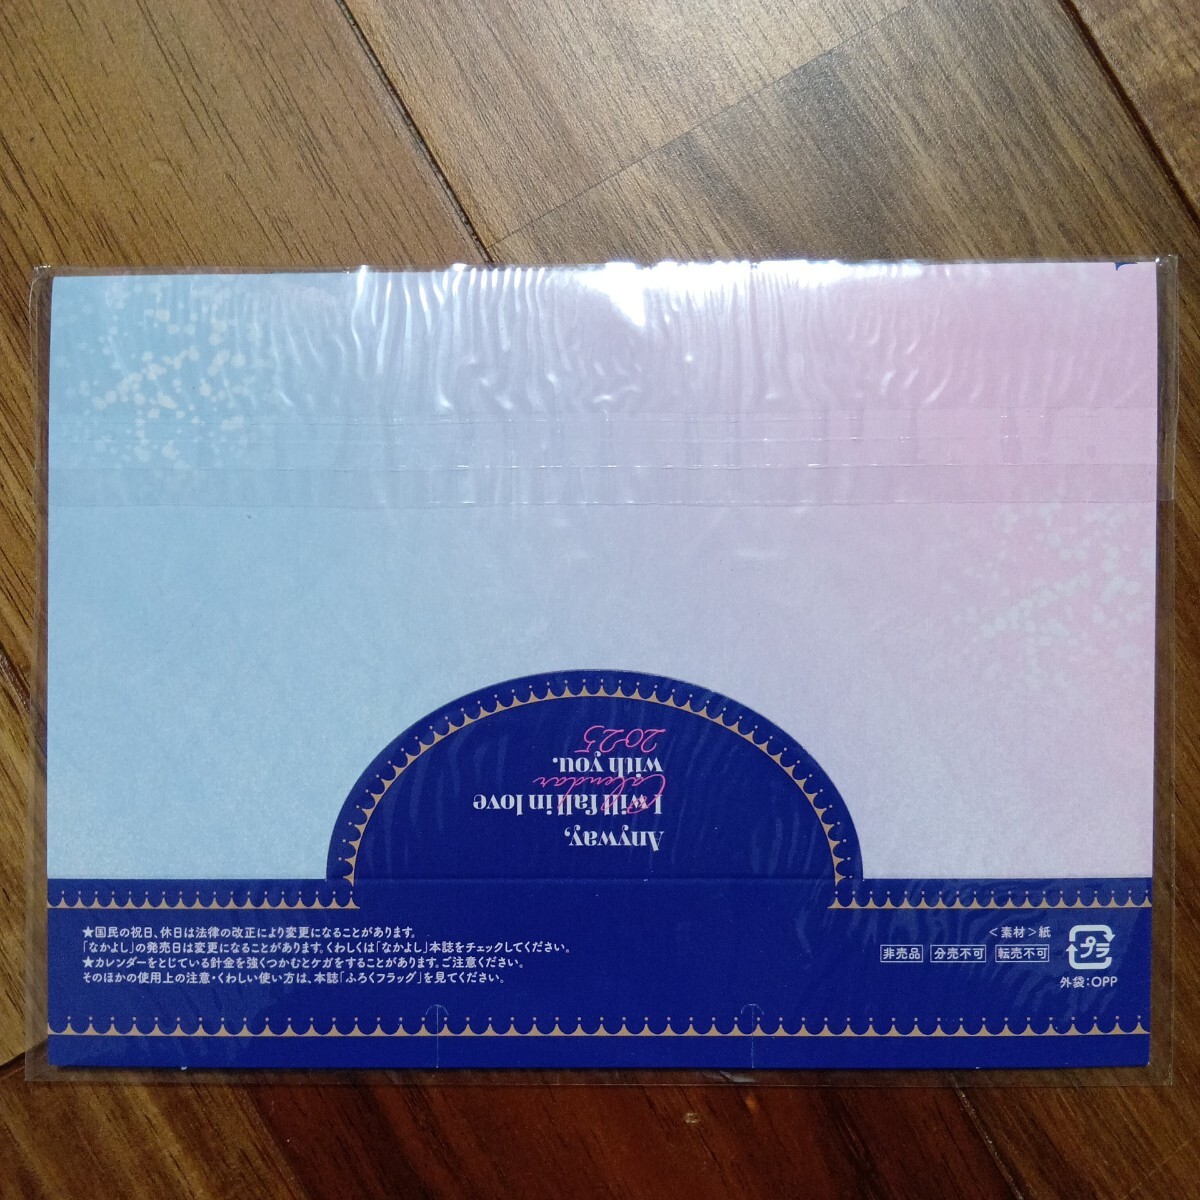 Anyway,
I will fall in love
with you.
Calendar
2025
★国民の祝日、休日は法律の改正により変更になることがあります。
「なかよし」の発売日は変更になることがあります。くわしくは「なかよし」本誌をチェックしてください。
★カレンダーをとじている針金を強くつかむとケガをすることがあります。ご注意ください。
そのほかの使用上の注意・くわしい使い方は、本誌「ふろくフラッグ」を見てください。
＜素材＞紙
非売品 分売不可 転売不可
プラ
外袋：OPP